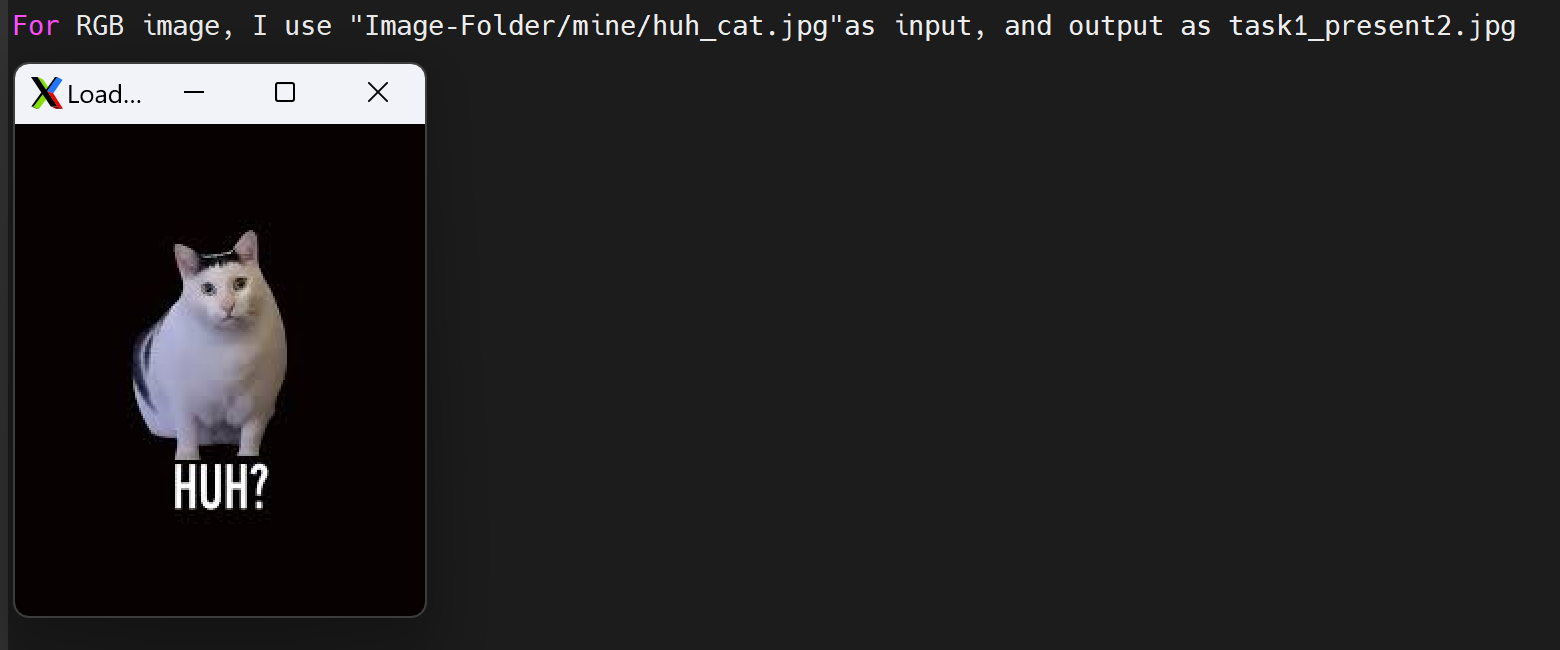 For RGB image, I use "Image-Folder/mine/huh_cat.jpg"as input, and output as task1_present2.jpg
Load...
HUH?